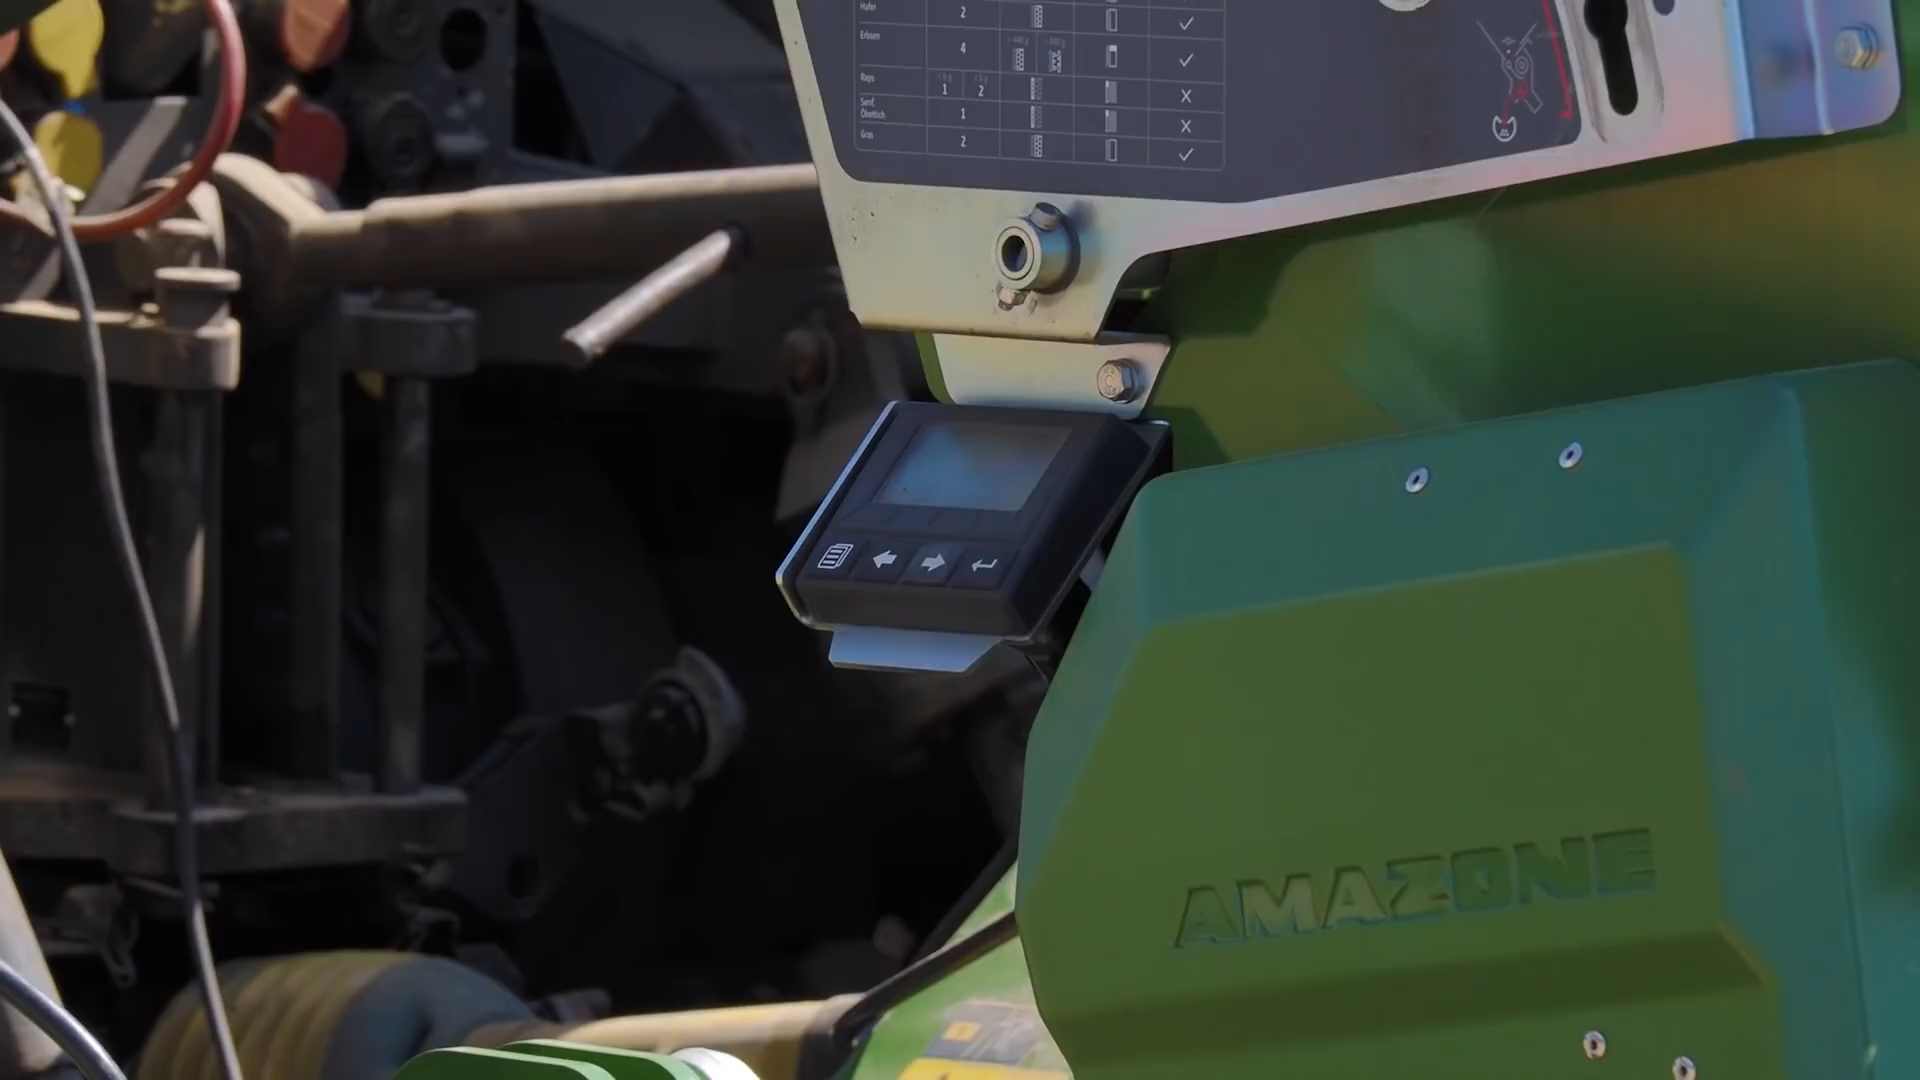 Hafer 2
Erbsen 4
Raps 1 2
Senf,
Ölrettich 1
Gras 2
AMAZONE